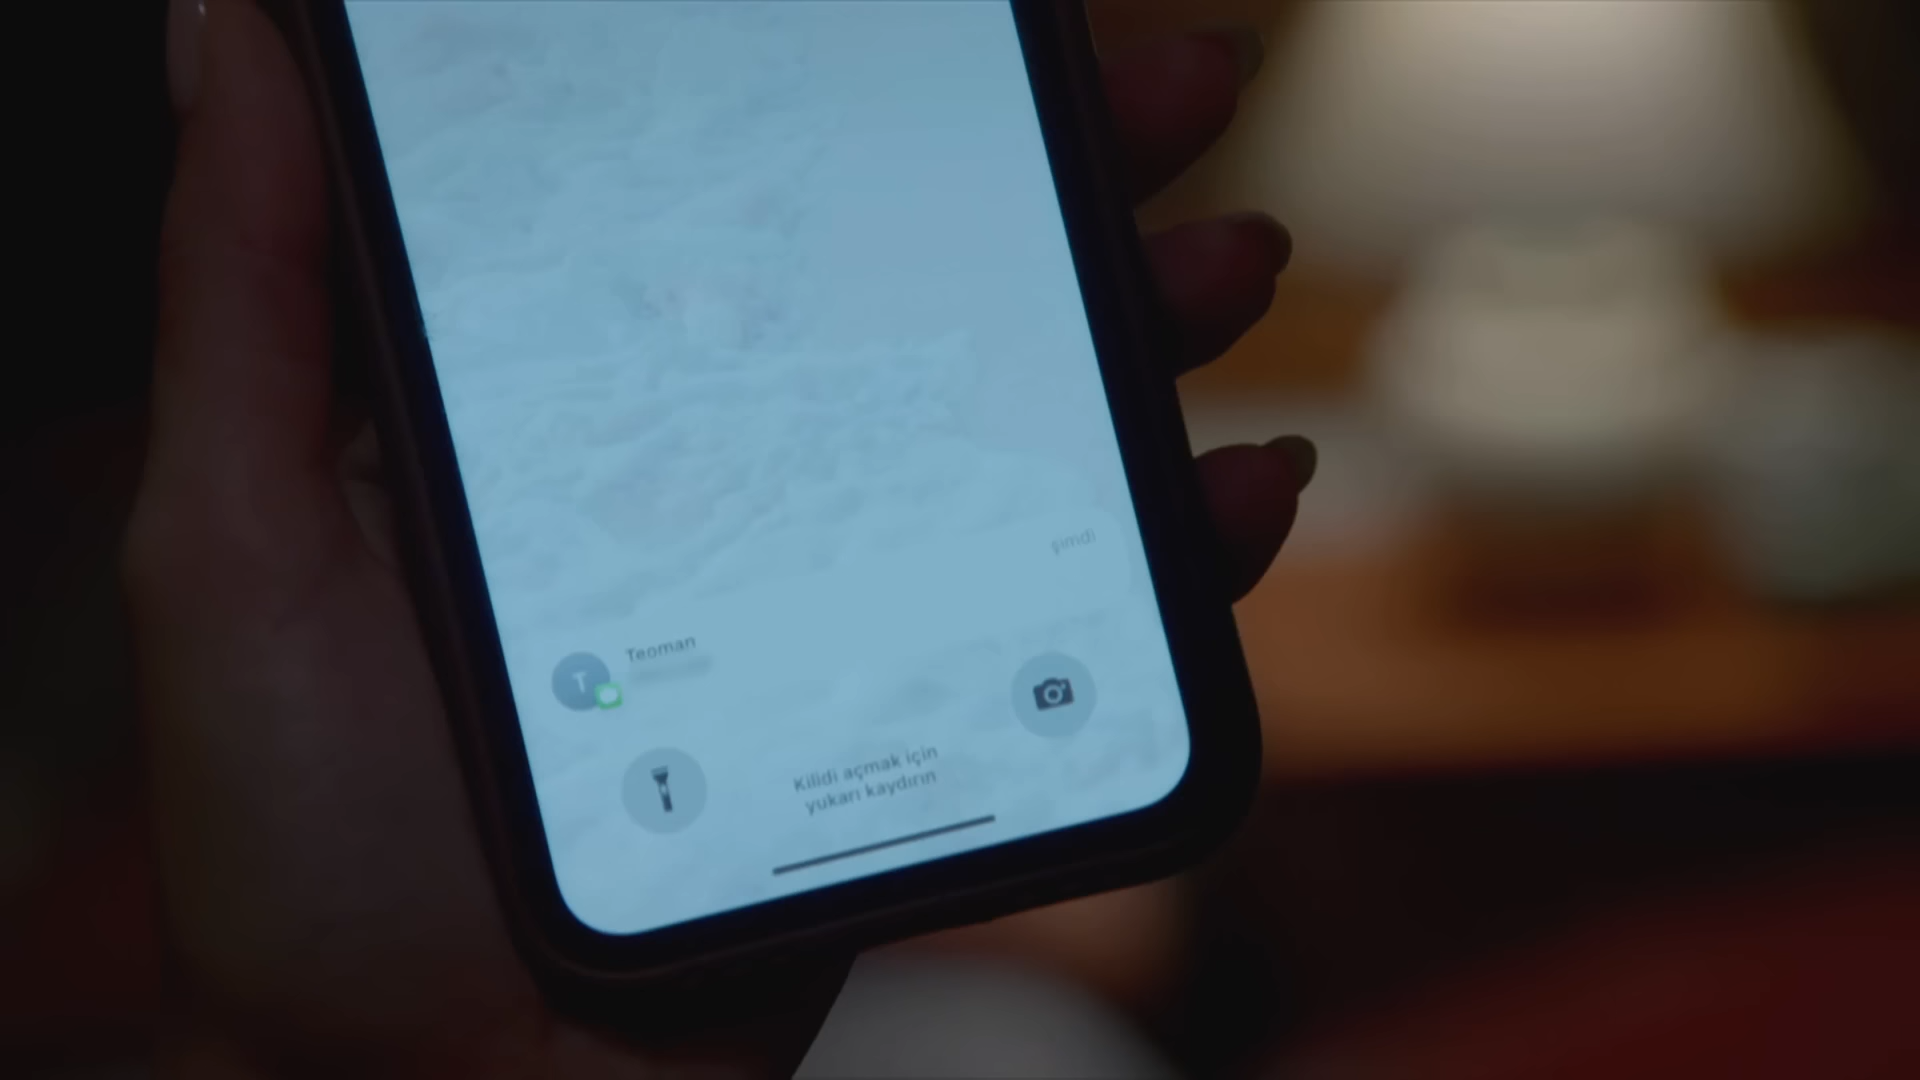 şimdi
Teoman
T
Kilidi açmak için
yukarı kaydırın